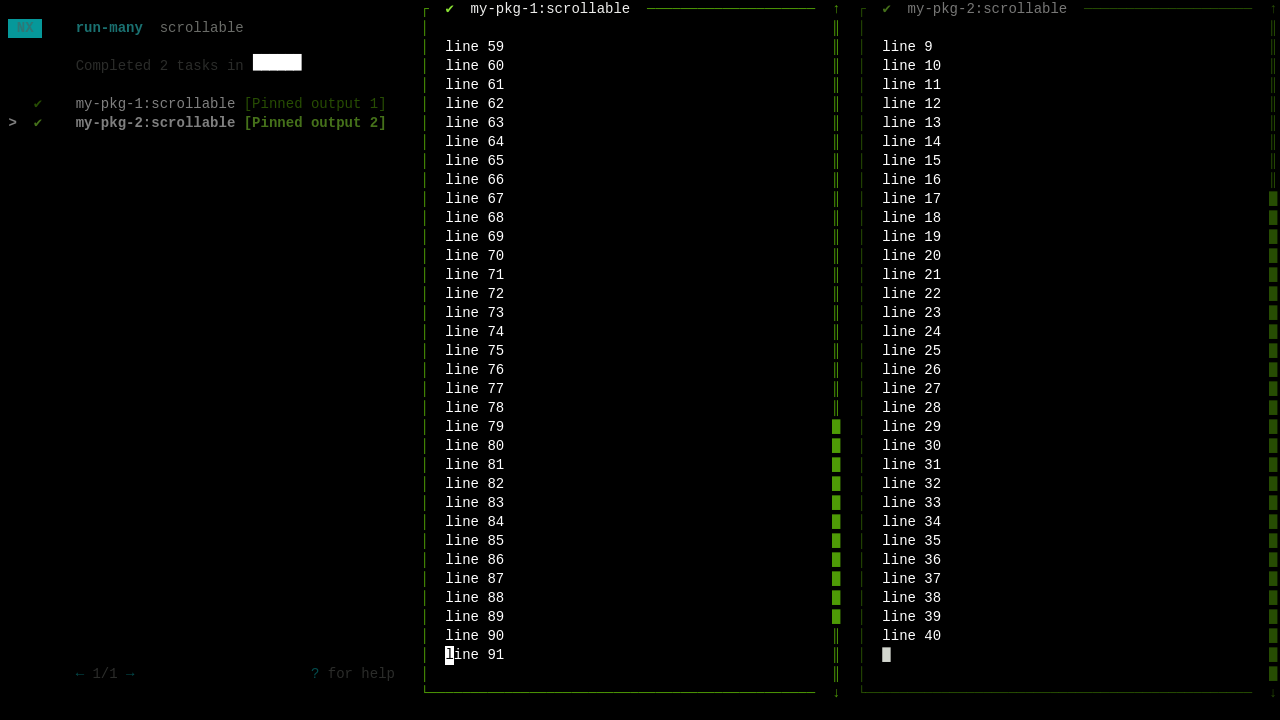 NX run-many scrollable
Completed 2 tasks in
✔ my-pkg-1:scrollable [Pinned output 1]
> ✔ my-pkg-2:scrollable [Pinned output 2]
← 1/1 → ? for help
✔ my-pkg-1:scrollable
line 59
line 60
line 61
line 62
line 63
line 64
line 65
line 66
line 67
line 68
line 69
line 70
line 71
line 72
line 73
line 74
line 75
line 76
line 77
line 78
line 79
line 80
line 81
line 82
line 83
line 84
line 85
line 86
line 87
line 88
line 89
line 90
line 91
✔ my-pkg-2:scrollable
line 9
line 10
line 11
line 12
line 13
line 14
line 15
line 16
line 17
line 18
line 19
line 20
line 21
line 22
line 23
line 24
line 25
line 26
line 27
line 28
line 29
line 30
line 31
line 32
line 33
line 34
line 35
line 36
line 37
line 38
line 39
line 40